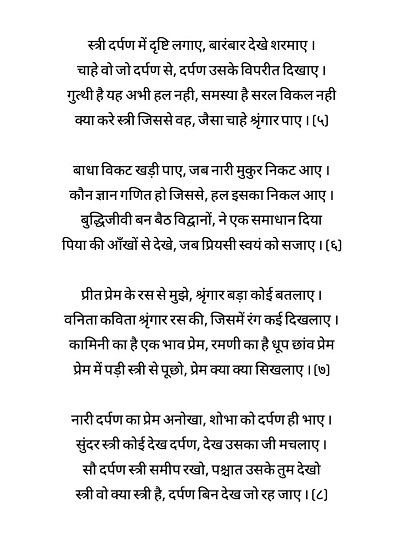 स्त्री दर्पण में दृष्टि लगाए, बारंबार देखे शरमाए ।
चाहे वो जो दर्पण से, दर्पण उसके विपरीत दिखाए ।
गुत्थी है यह अभी हल नही, समस्या है सरल विकल नही
क्या करे स्त्री जिससे वह, जैसा चाहे श्रृंगार पाए । (५)
बाधा विकट खड़ी पाए, जब नारी मुकुर निकट आए ।
कौन ज्ञान गणित हो जिससे, हल इसका निकल आए ।
बुद्धिजीवी बन बैठ विद्वानों, ने एक समाधान दिया
पिया की आँखों से देखे, जब प्रियसी स्वयं को सजाए । (६)
प्रीत प्रेम के रस से मुझे, श्रृंगार बड़ा कोई बतलाए ।
वनिता कविता श्रृंगार रस की, जिसमें रंग कई दिखलाए ।
कामिनी का है एक भाव प्रेम, रमणी का है धूप छांव प्रेम
प्रेम में पड़ी स्त्री से पूछो, प्रेम क्या क्या सिखलाए । (७)
नारी दर्पण का प्रेम अनोखा, शोभा को दर्पण ही भाए ।
सुंदर स्त्री कोई देख दर्पण, देख उसका जी मचलाए ।
सौ दर्पण स्त्री समीप रखो, पश्चात उसके तुम देखो
स्त्री वो क्या स्त्री है, दर्पण बिन देख जो रह जाए । (८)